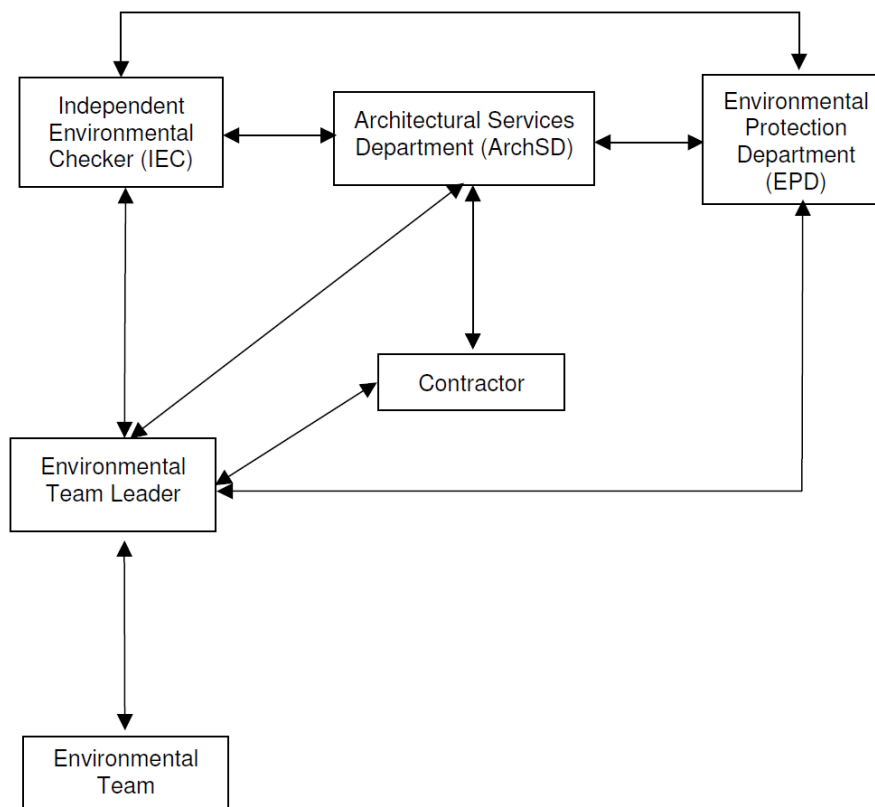 Independent
Environmental
Checker (IEC)
Architectural Services
Department (ArchSD)
Environmental
Protection
Department
(EPD)
Contractor
Environmental
Team Leader
Environmental
Team